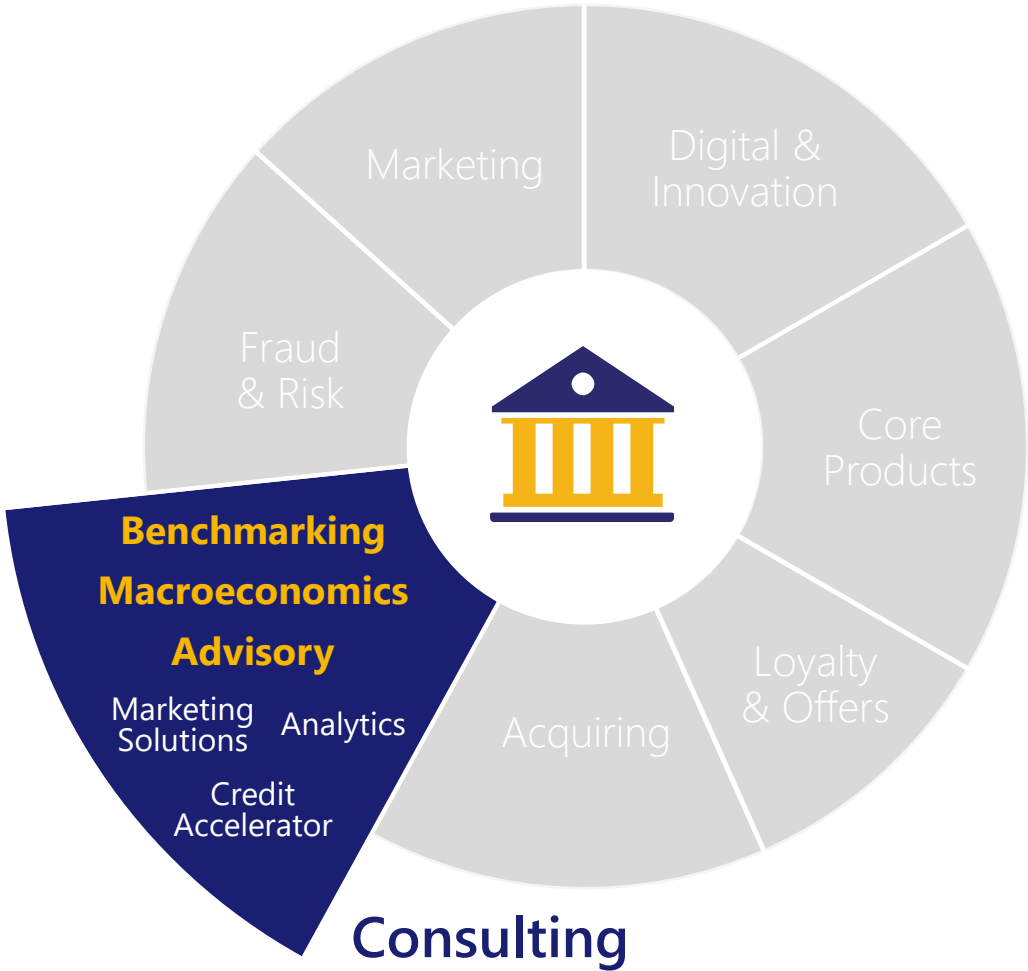 Marketing
Digital &
Innovation
Fraud
& Risk
Core
Products
Benchmarking
Macroeconomics
Advisory
Marketing
Solutions
Analytics
Credit
Accelerator
Loyalty
& Offers
Acquiring
Consulting